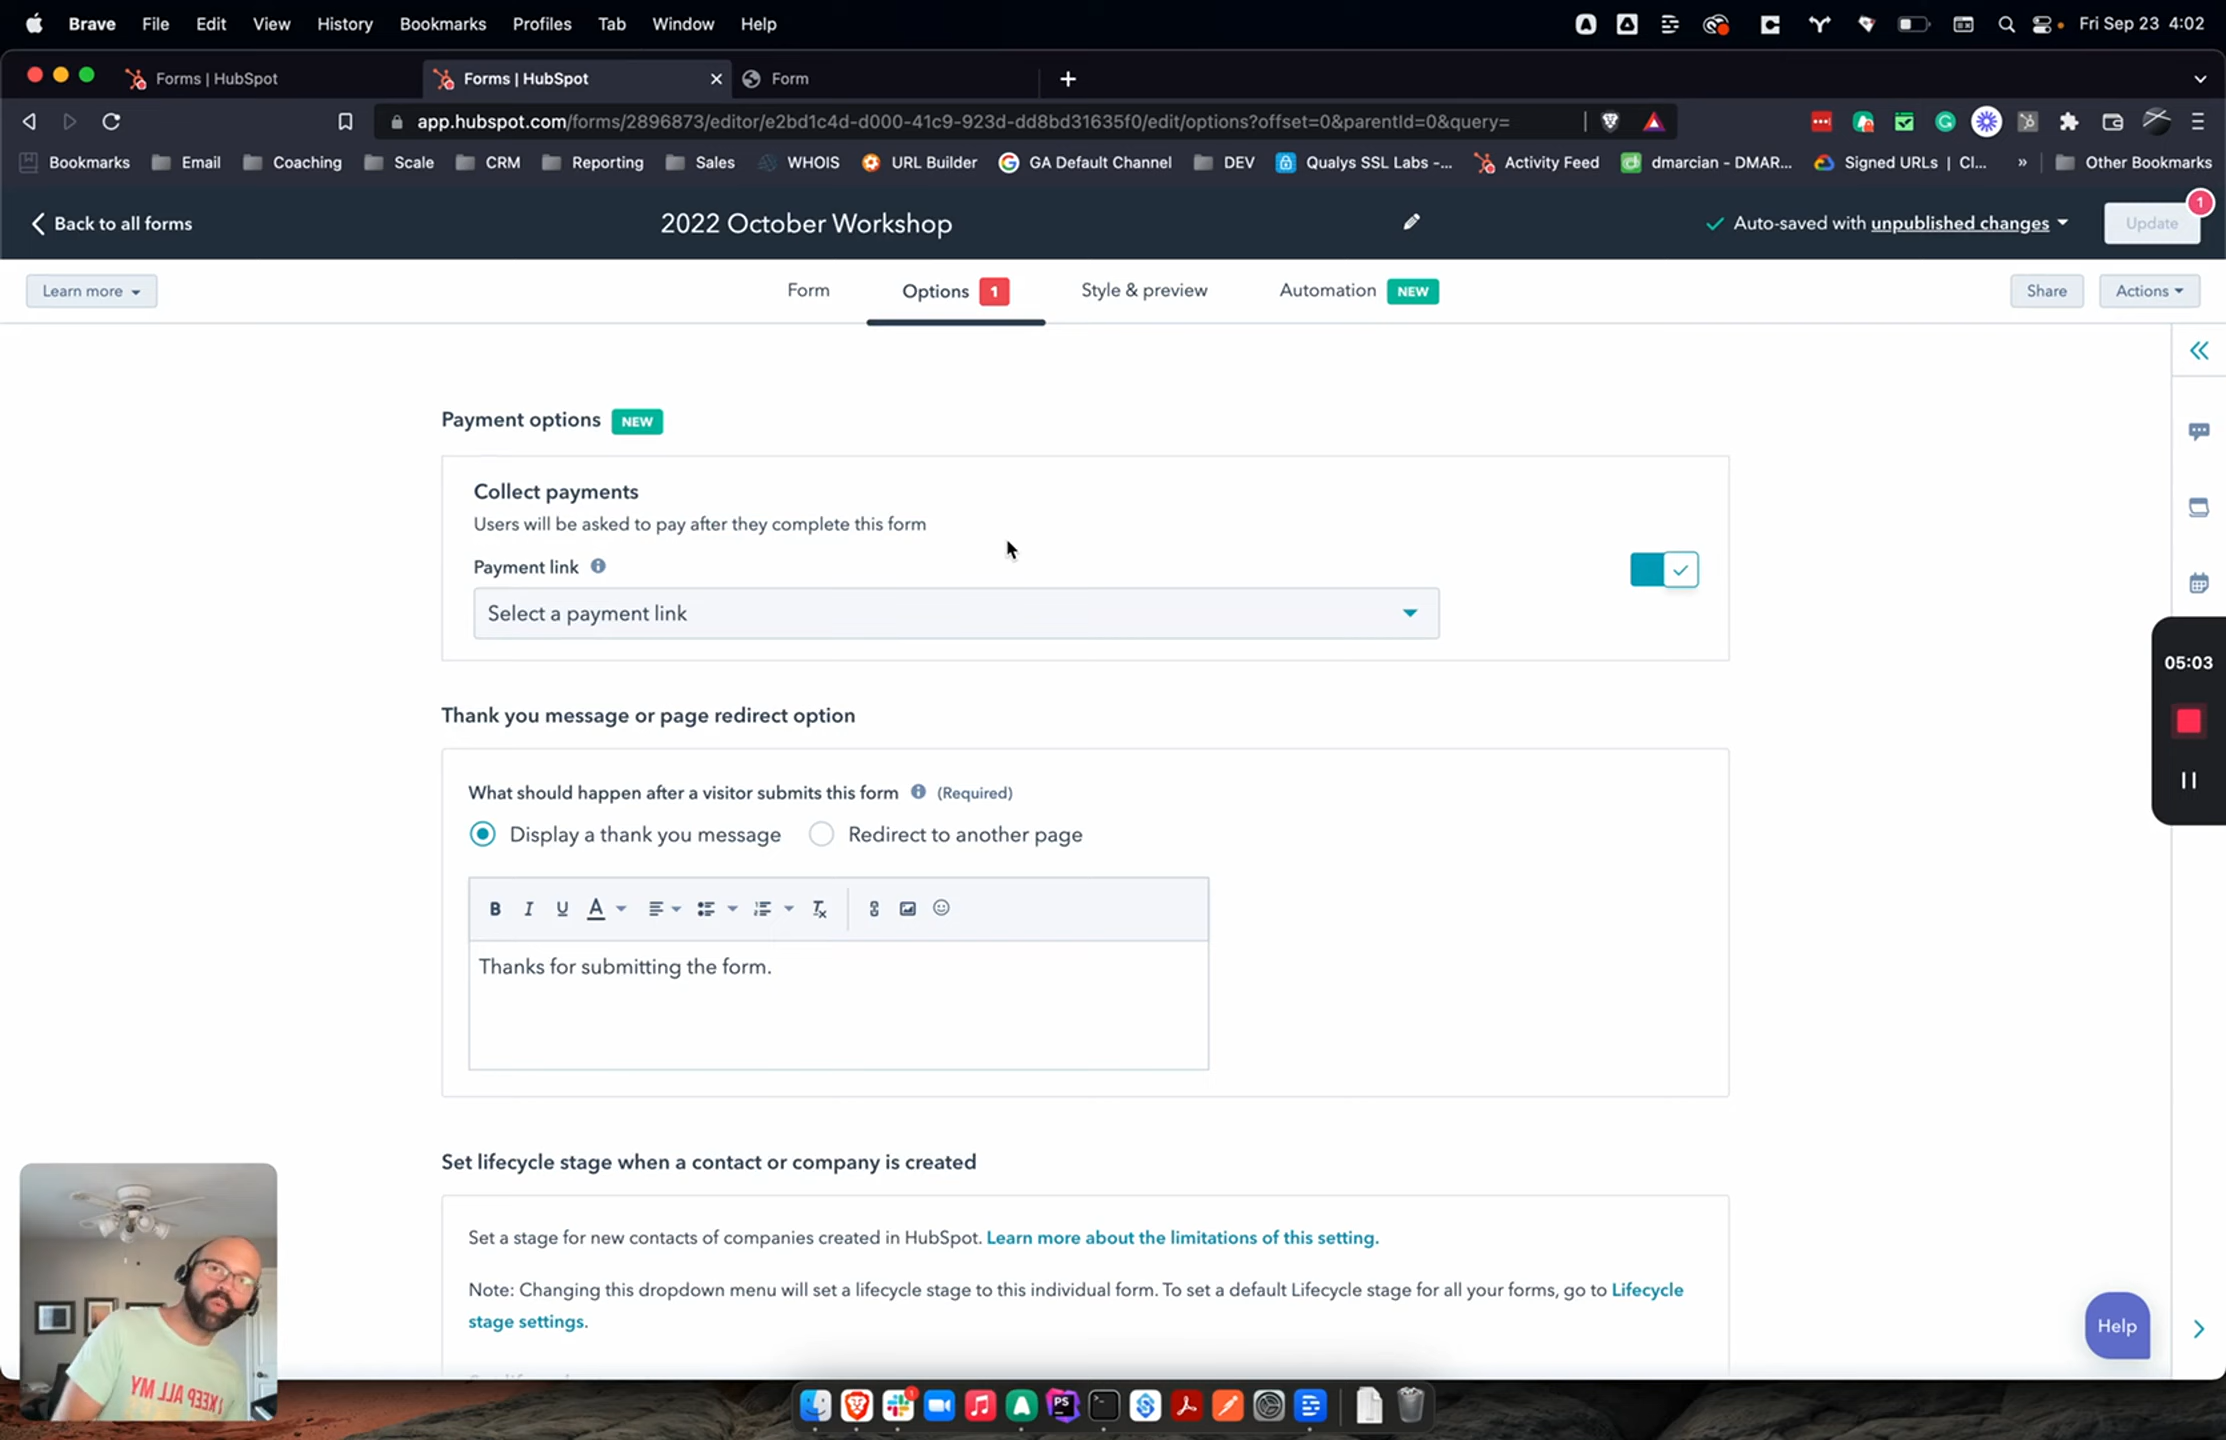 Brave File Edit View History Bookmarks Profiles Tab Window Help Fri Sep 23 4:02
Forms | HubSpot Forms | HubSpot Form
app.hubspot.com/forms/2896873/editor/e2bd1c4d-d000-41c9-923d-dd8bd31635f0/edit/options?offset=0&parentId=0&query=
Bookmarks Email Coaching Scale CRM Reporting Sales WHOIS URL Builder GA Default Channel DEV Qualys SSL Labs -... Activity Feed dmarcian - DMAR... Signed URLs | Cl... » Other Bookmarks
Back to all forms 2022 October Workshop Auto-saved with unpublished changes Update 1
Learn more Form Options 1 Style & preview Automation NEW Share Actions
Payment options NEW
Collect payments
Users will be asked to pay after they complete this form
Payment link
Select a payment link
05:03
Thank you message or page redirect option
What should happen after a visitor submits this form (Required)
Display a thank you message Redirect to another page
B I U A
Thanks for submitting the form.
Set lifecycle stage when a contact or company is created
Set a stage for new contacts of companies created in HubSpot. Learn more about the limitations of this setting.
Note: Changing this dropdown menu will set a lifecycle stage to this individual form. To set a default Lifecycle stage for all your forms, go to Lifecycle
stage settings.
Help
I KEEP ALL MY
PS